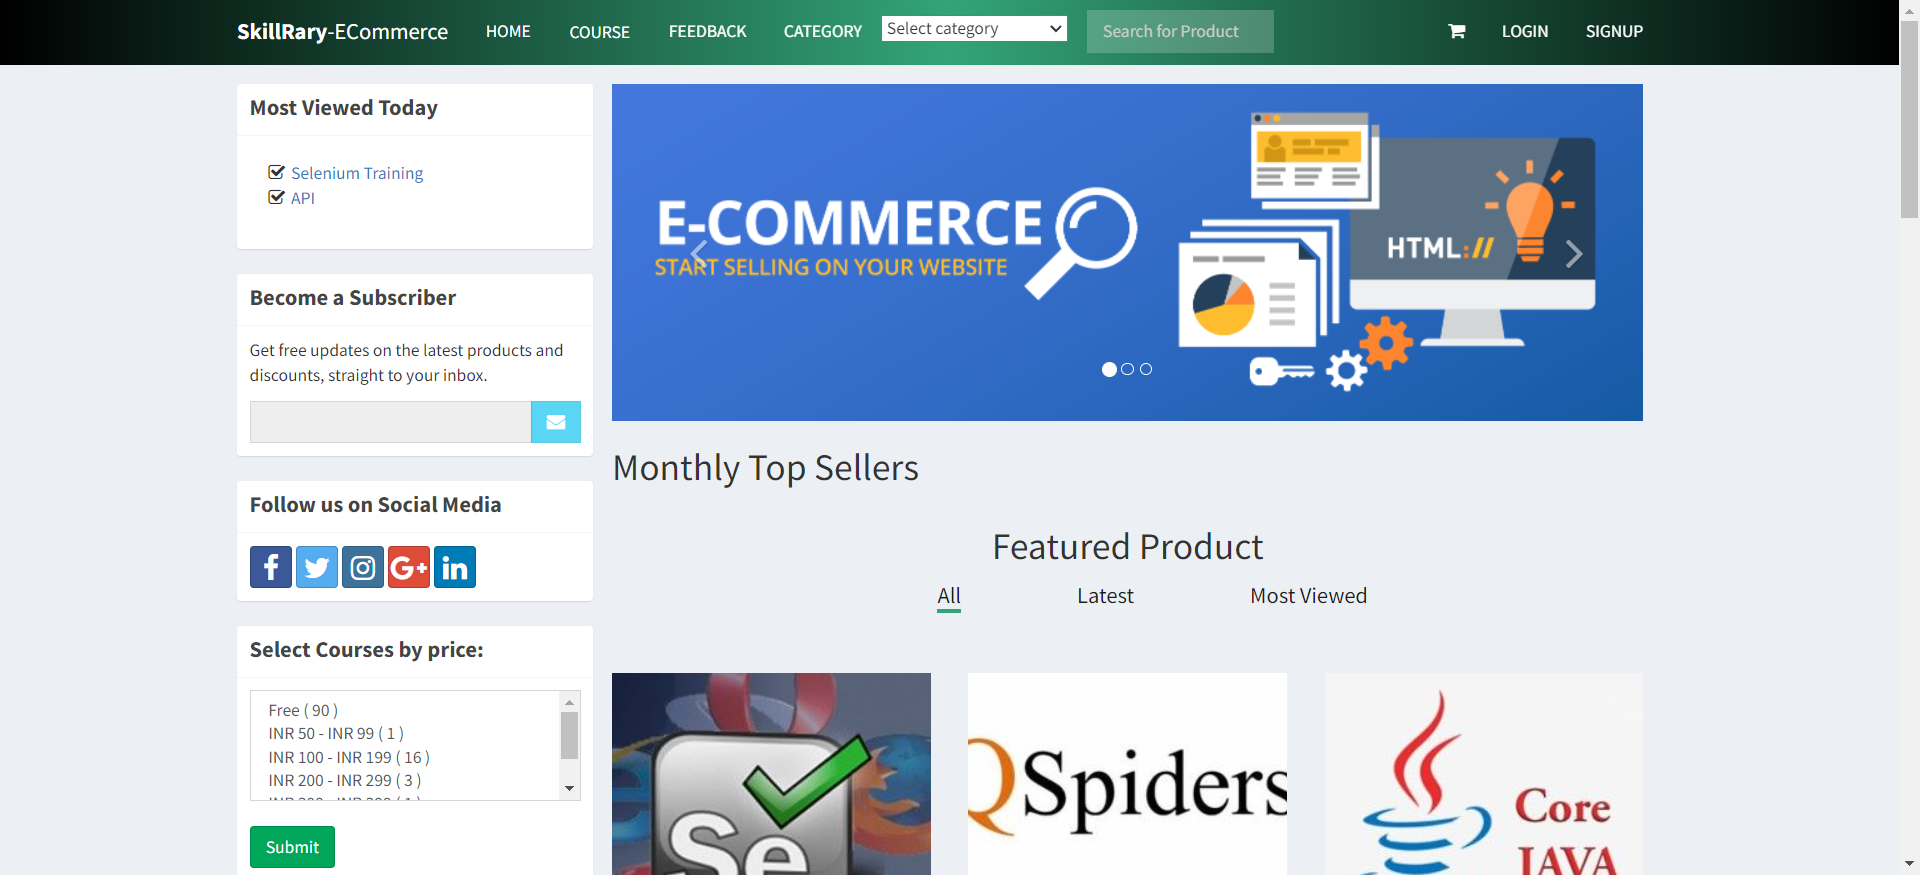 SkillRary-ECommerce HOME COURSE FEEDBACK CATEGORY Select category Search for Product LOGIN SIGNUP
Most Viewed Today
Selenium Training
API
Become a Subscriber
Get free updates on the latest products and
discounts, straight to your inbox.
Follow us on Social Media
f G+ in
Select Courses by price:
Free ( 90 )
INR 50 - INR 99 ( 1 )
INR 100 - INR 199 ( 16 )
INR 200 - INR 299 ( 3 )
Submit
E-COMMERCE
START SELLING ON YOUR WEBSITE
HTML://
Monthly Top Sellers
Featured Product
All Latest Most Viewed
Se
QSpiders
Core
JAVA